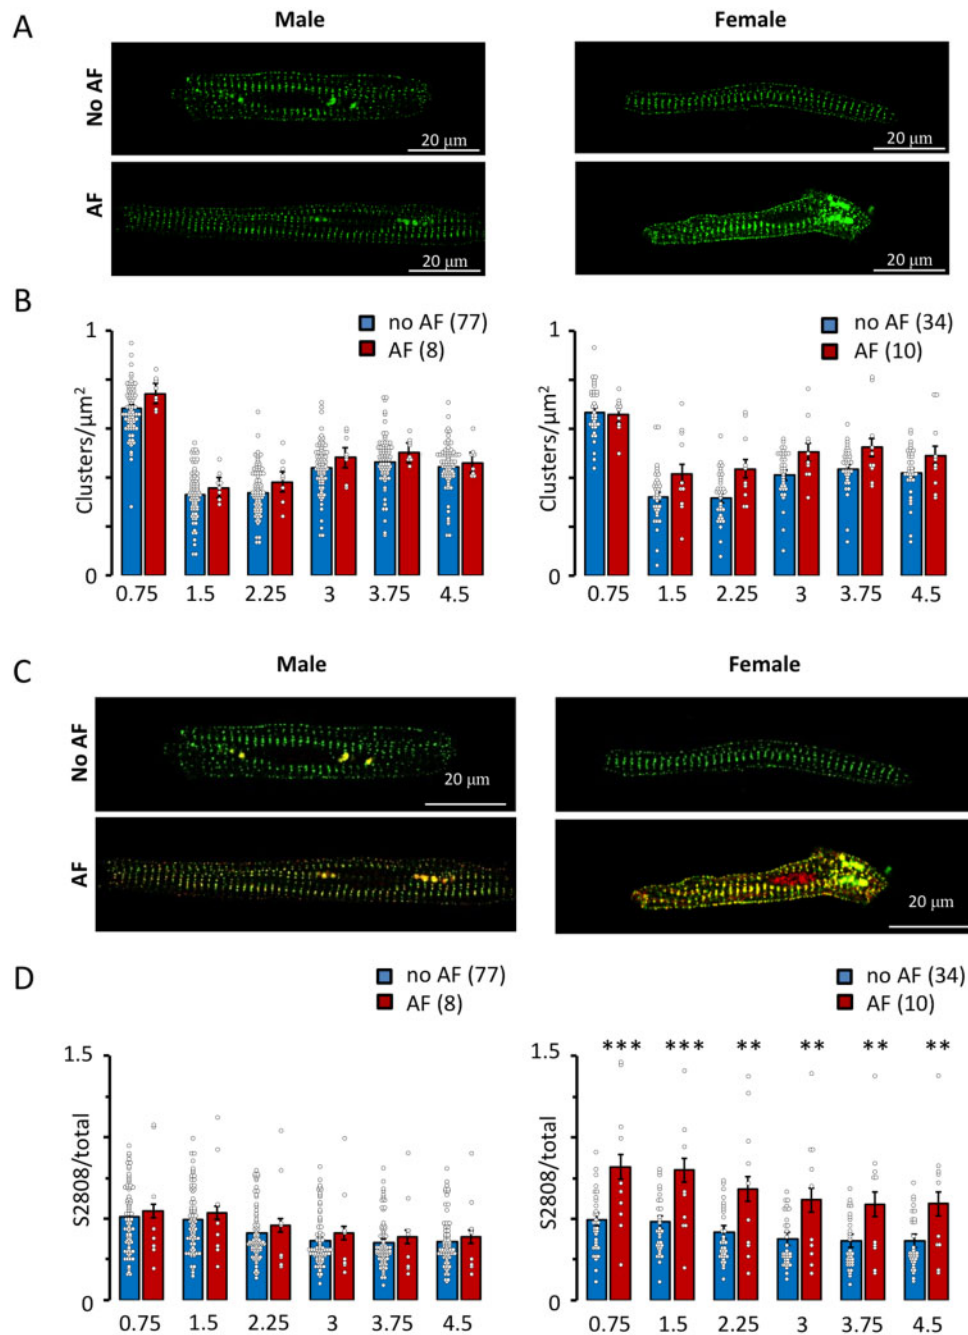 A
Male
Female
No AF
20 μm
20 μm
AF
20 μm
20 μm
B
no AF (77)
AF (8)
no AF (34)
AF (10)
1
1
Clusters/μm²
0
0
0.75 1.5 2.25 3 3.75 4.5
0.75 1.5 2.25 3 3.75 4.5
C
Male
Female
No AF
20 μm
AF
20 μm
D
no AF (77)
AF (8)
no AF (34)
AF (10)
*** *** ** ** ** **
1.5
1.5
S2808/total
0
0
0.75 1.5 2.25 3 3.75 4.5
0.75 1.5 2.25 3 3.75 4.5